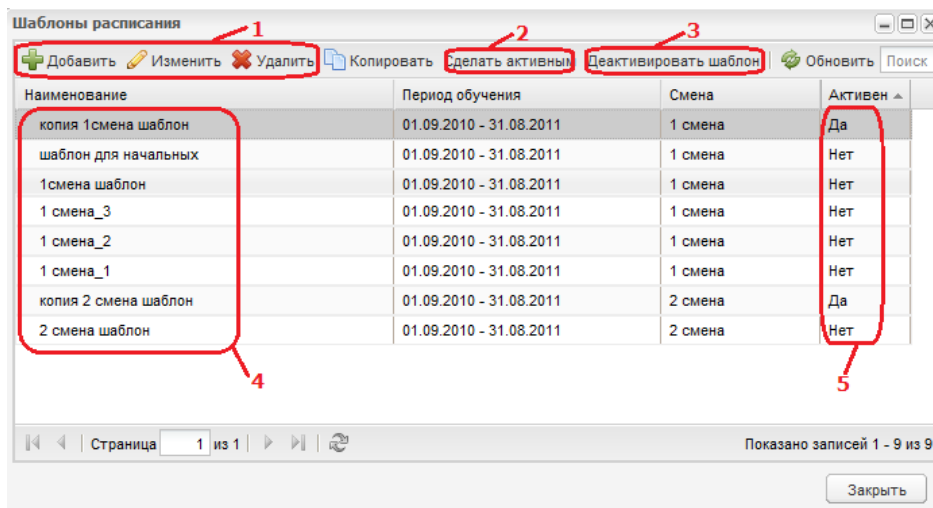 Шаблоны расписания
1 2 3
Добавить Изменить Удалить Копировать Сделать активным Деактивировать шаблон Обновить Поиск
Наименование Период обучения Смена Активен
копия 1смена шаблон 01.09.2010 - 31.08.2011 1 смена Да
шаблон для начальных 01.09.2010 - 31.08.2011 1 смена Нет
1смена шаблон 01.09.2010 - 31.08.2011 1 смена Нет
1 смена_3 01.09.2010 - 31.08.2011 1 смена Нет
1 смена_2 01.09.2010 - 31.08.2011 1 смена Нет
1 смена_1 01.09.2010 - 31.08.2011 1 смена Нет
копия 2 смена шаблон 01.09.2010 - 31.08.2011 2 смена Да
2 смена шаблон 01.09.2010 - 31.08.2011 2 смена Нет
4 5
Страница 1 из 1 Показано записей 1 - 9 из 9
Закрыть